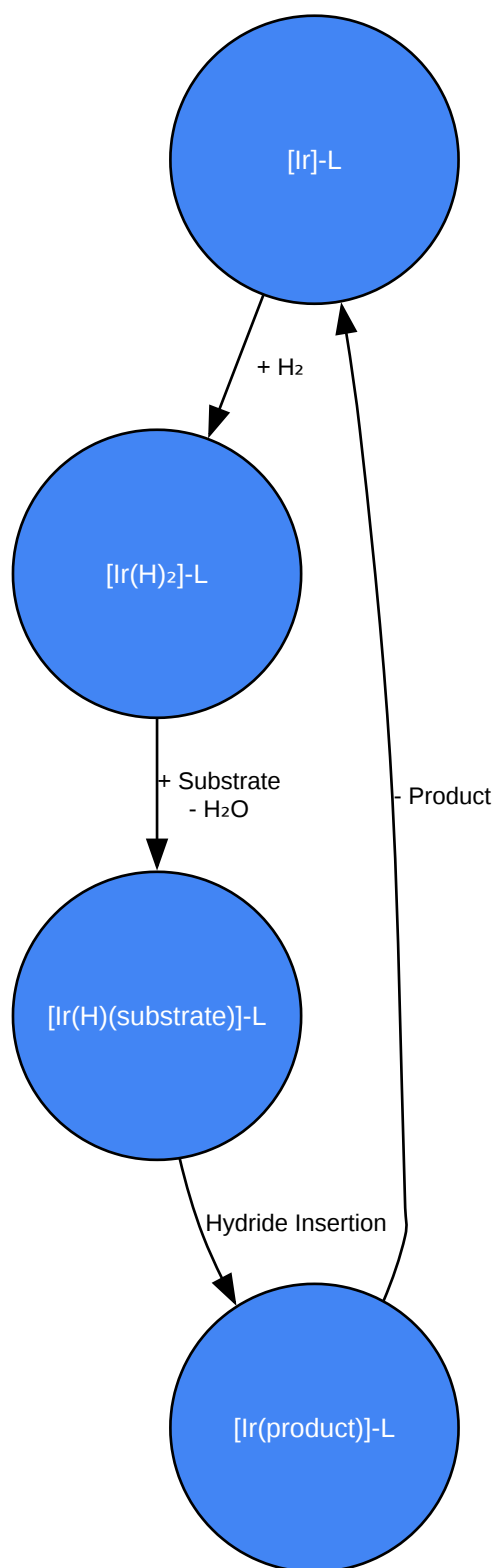 [Ir]-L
+ H₂
[Ir(H)₂]-L
+ Substrate
- H₂O
- Product
[Ir(H)(substrate)]-L
Hydride Insertion
[Ir(product)]-L